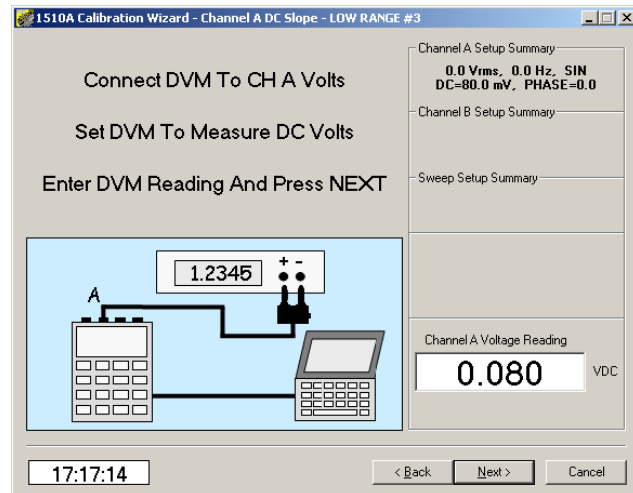 1510A Calibration Wizard - Channel A DC Slope - LOW RANGE #3
Connect DVM To CH A Volts
Set DVM To Measure DC Volts
Enter DVM Reading And Press NEXT
1.2345
+ -
A
Channel A Setup Summary
0.0 Vrms, 0.0 Hz, SIN
DC=80.0 mV, PHASE=0.0
Channel B Setup Summary
Sweep Setup Summary
Channel A Voltage Reading
0.080 VDC
17:17:14
< Back
Next >
Cancel